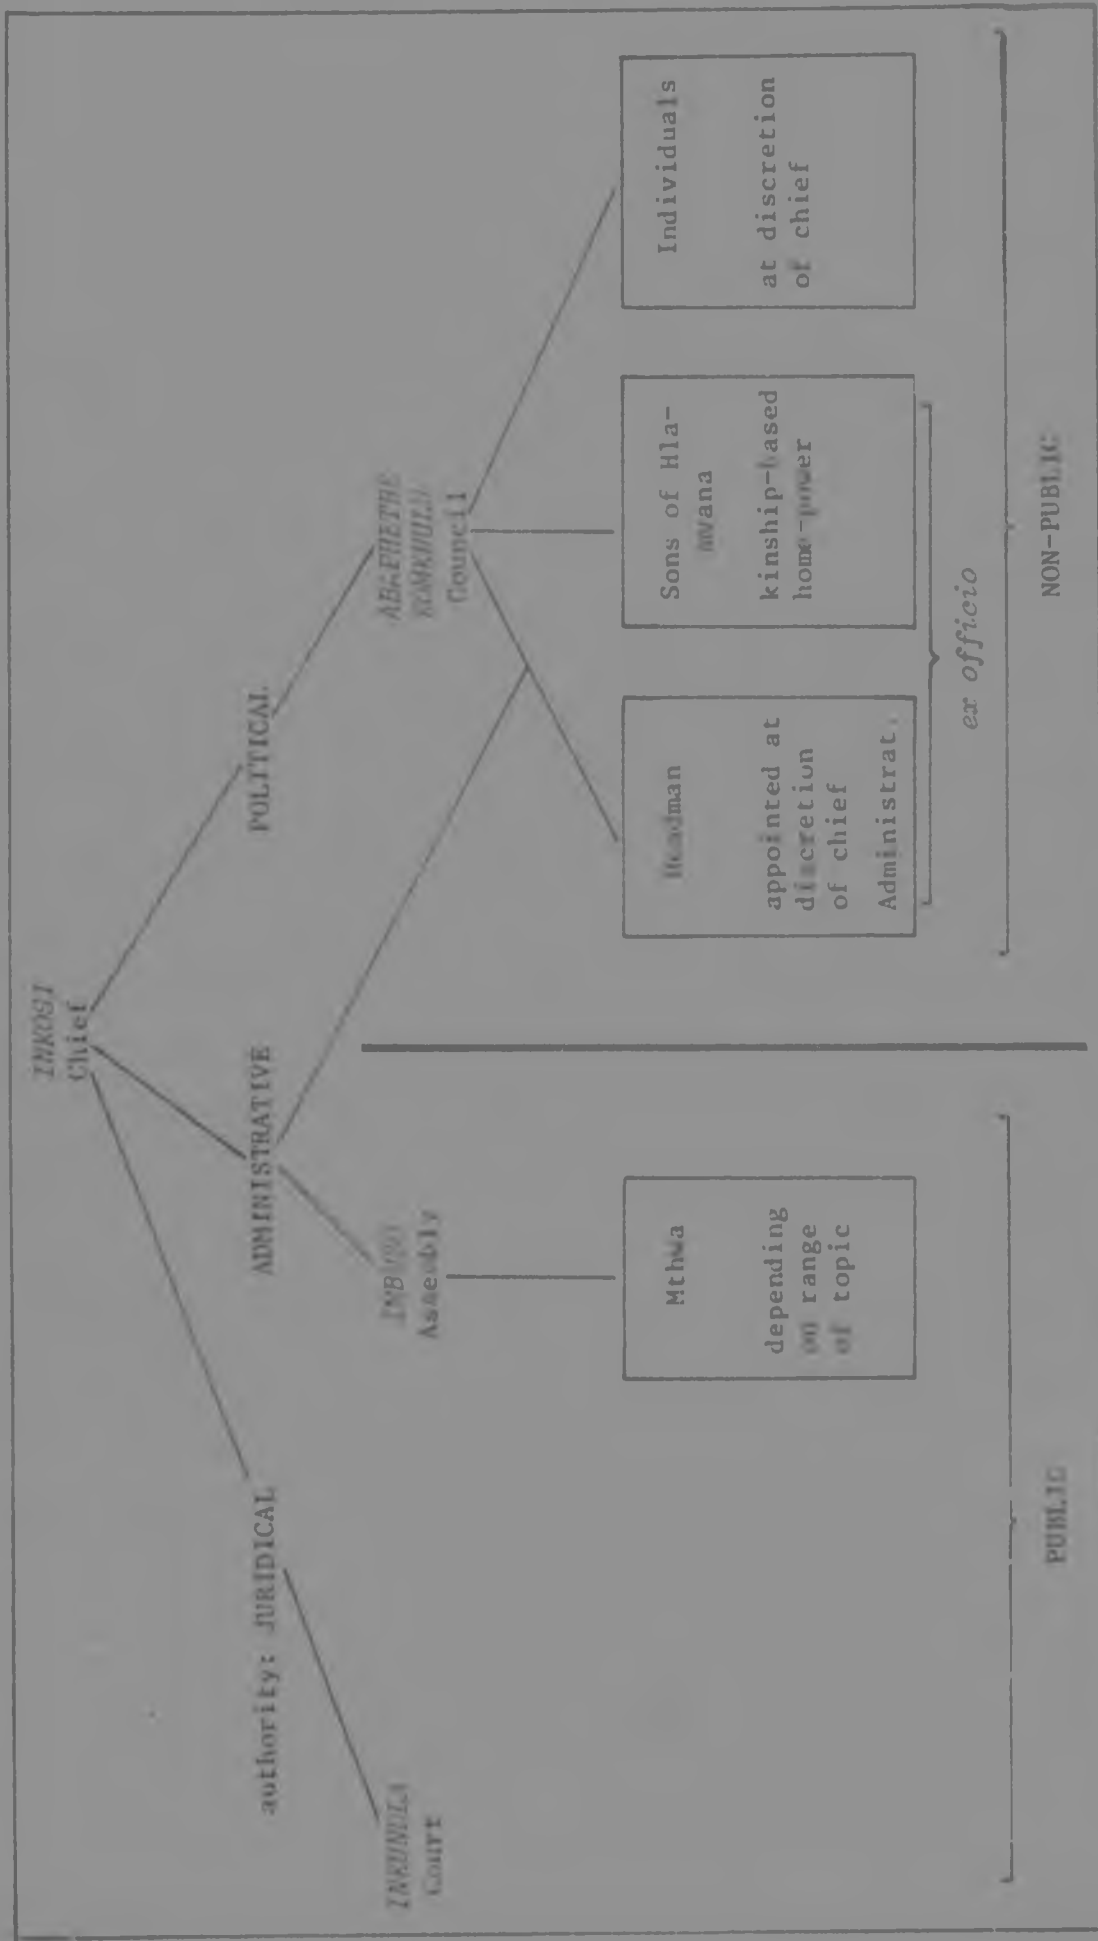 INKOSI
Chief
authority: JURIDICAL
ADMINISTRATIVE
POLITICAL
INKUNDLA
Court
Assembly
Council
Mthwa
depending
on range
of topic
Headman
appointed at
discretion
of chief
Administrat.
Sons of Hla-
mvana
kinship-based
home-power
Individuals
at discretion
of chief
ex officio
PUBLIC
NON-PUBLIC